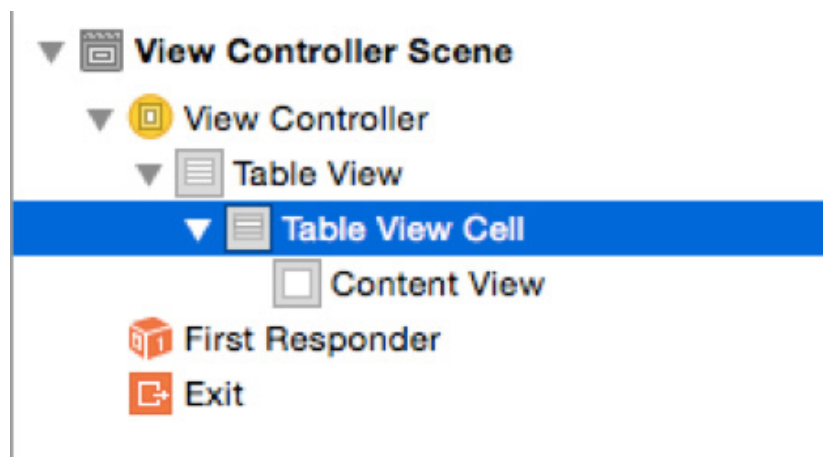 View Controller Scene
View Controller
Table View
Table View Cell
Content View
First Responder
Exit